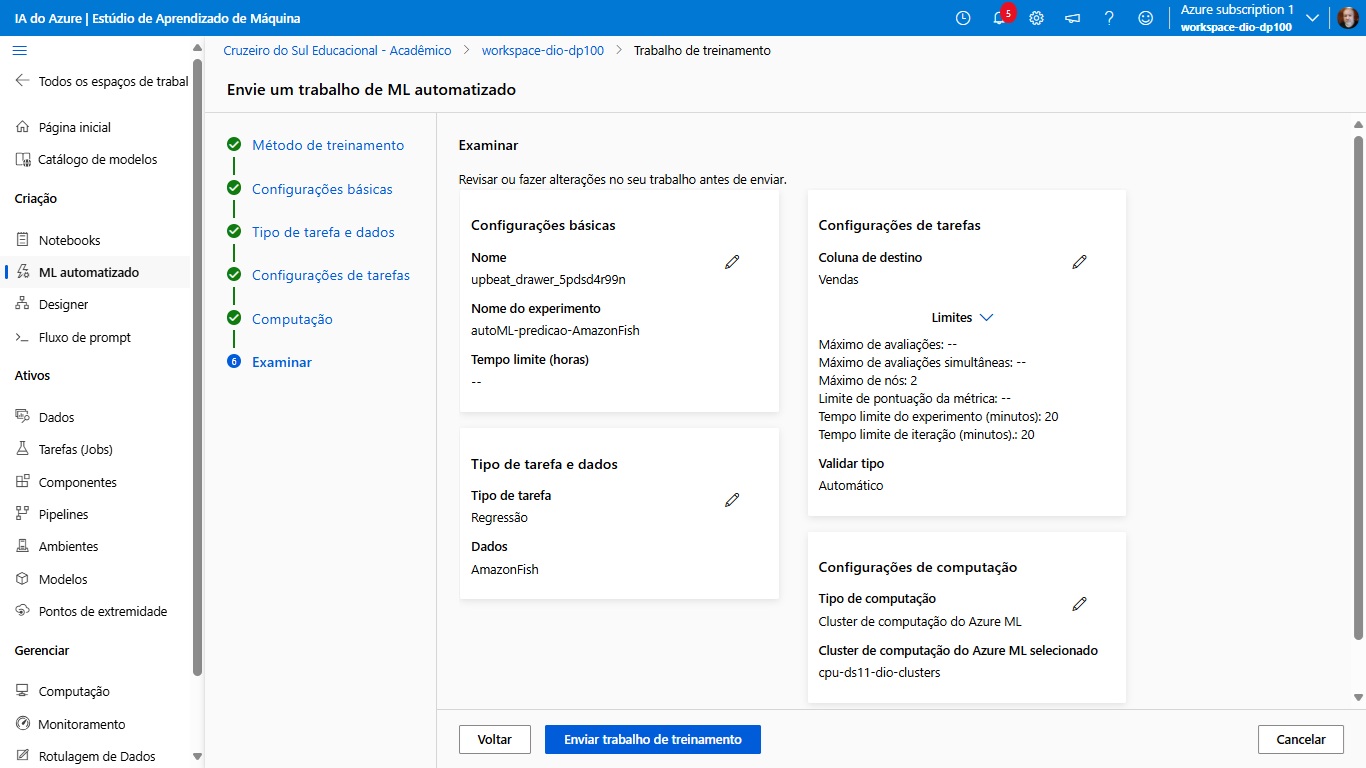 IA do Azure | Estúdio de Aprendizado de Máquina
5
Azure subscription 1
workspace-dio-dp100
Todos os espaços de trabal
Página inicial
Catálogo de modelos
Criação
Notebooks
ML automatizado
Designer
Fluxo de prompt
Ativos
Dados
Tarefas (Jobs)
Componentes
Pipelines
Ambientes
Modelos
Pontos de extremidade
Gerenciar
Computação
Monitoramento
Rotulagem de Dados
Cruzeiro do Sul Educacional - Acadêmico > workspace-dio-dp100 > Trabalho de treinamento
Envie um trabalho de ML automatizado
Método de treinamento
Configurações básicas
Tipo de tarefa e dados
Configurações de tarefas
Computação
6 Examinar
Examinar
Revisar ou fazer alterações no seu trabalho antes de enviar.
Configurações básicas
Nome
upbeat_drawer_5pdsd4r99n
Nome do experimento
autoML-predicao-AmazonFish
Tempo limite (horas)
--
Tipo de tarefa e dados
Tipo de tarefa
Regressão
Dados
AmazonFish
Configurações de tarefas
Coluna de destino
Vendas
Limites
Máximo de avaliações: --
Máximo de avaliações simultâneas: --
Máximo de nós: 2
Limite de pontuação da métrica: --
Tempo limite do experimento (minutos): 20
Tempo limite de iteração (minutos).: 20
Validar tipo
Automático
Configurações de computação
Tipo de computação
Cluster de computação do Azure ML
Cluster de computação do Azure ML selecionado
cpu-ds11-dio-clusters
Voltar
Enviar trabalho de treinamento
Cancelar